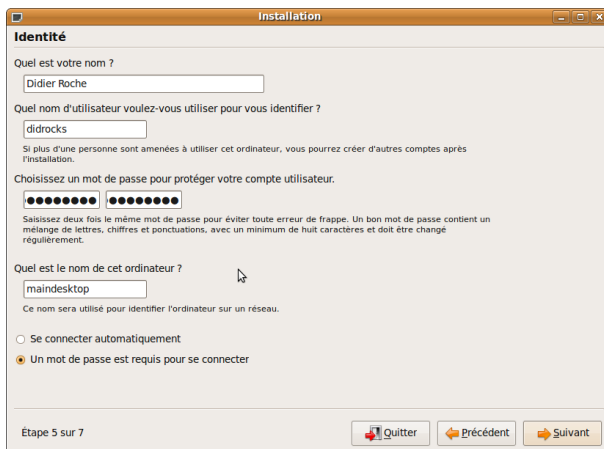 Installation
Identité
Quel est votre nom ?
Didier Roche
Quel nom d'utilisateur voulez-vous utiliser pour vous identifier ?
didrocks
Si plus d'une personne sont amenées à utiliser cet ordinateur, vous pourrez créer d'autres comptes après
l'installation.
Choisissez un mot de passe pour protéger votre compte utilisateur.
Saisissez deux fois le même mot de passe pour éviter toute erreur de frappe. Un bon mot de passe contient un
mélange de lettres, chiffres et ponctuations, avec un minimum de huit caractères et doit être changé
régulièrement.
Quel est le nom de cet ordinateur ?
maindesktop
Ce nom sera utilisé pour identifier l'ordinateur sur un réseau.
Se connecter automatiquement
Un mot de passe est requis pour se connecter
Étape 5 sur 7
Quitter
Précédent
Suivant